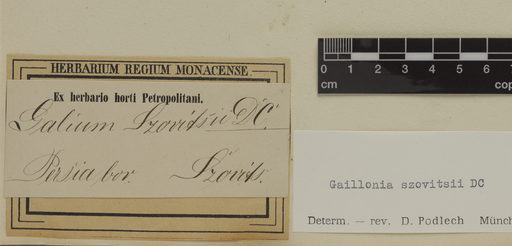 HERBARIUM REGIUM MONACENSE.
Ex herbario horti Petropolitani.
Galium Szovitsii DC.
Persia bor. Szovits.
0 1 2 3 4 5 6
cm
cop
Gaillonia szovitsii DC
Determ. — rev. D. Podlech Münch